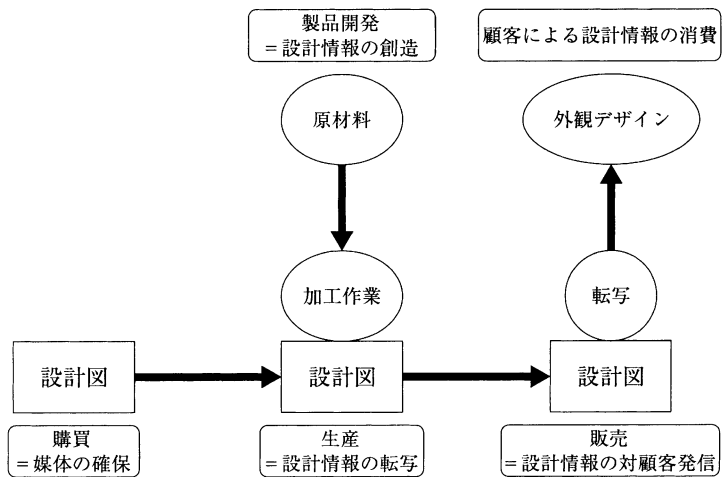 製品開発
＝設計情報の創造
顧客による設計情報の消費
原材料
外観デザイン
加工作業
転写
設計図
設計図
設計図
購買
＝媒体の確保
生産
＝設計情報の転写
販売
＝設計情報の対顧客発信